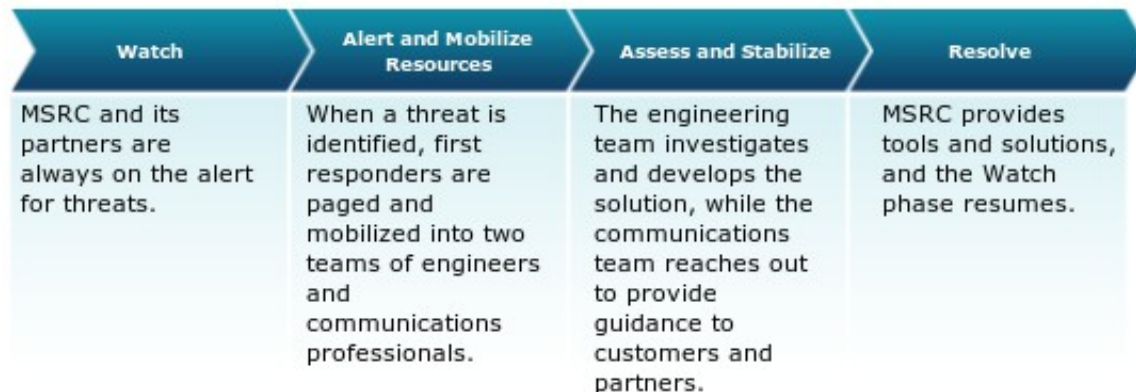 Watch
Alert and Mobilize
Resources
Assess and Stabilize
Resolve
MSRC and its
partners are
always on the alert
for threats.
When a threat is
identified, first
responders are
paged and
mobilized into two
teams of engineers
and
communications
professionals.
The engineering
team investigates
and develops the
solution, while the
communications
team reaches out
to provide
guidance to
customers and
partners.
MSRC provides
tools and solutions,
and the Watch
phase resumes.